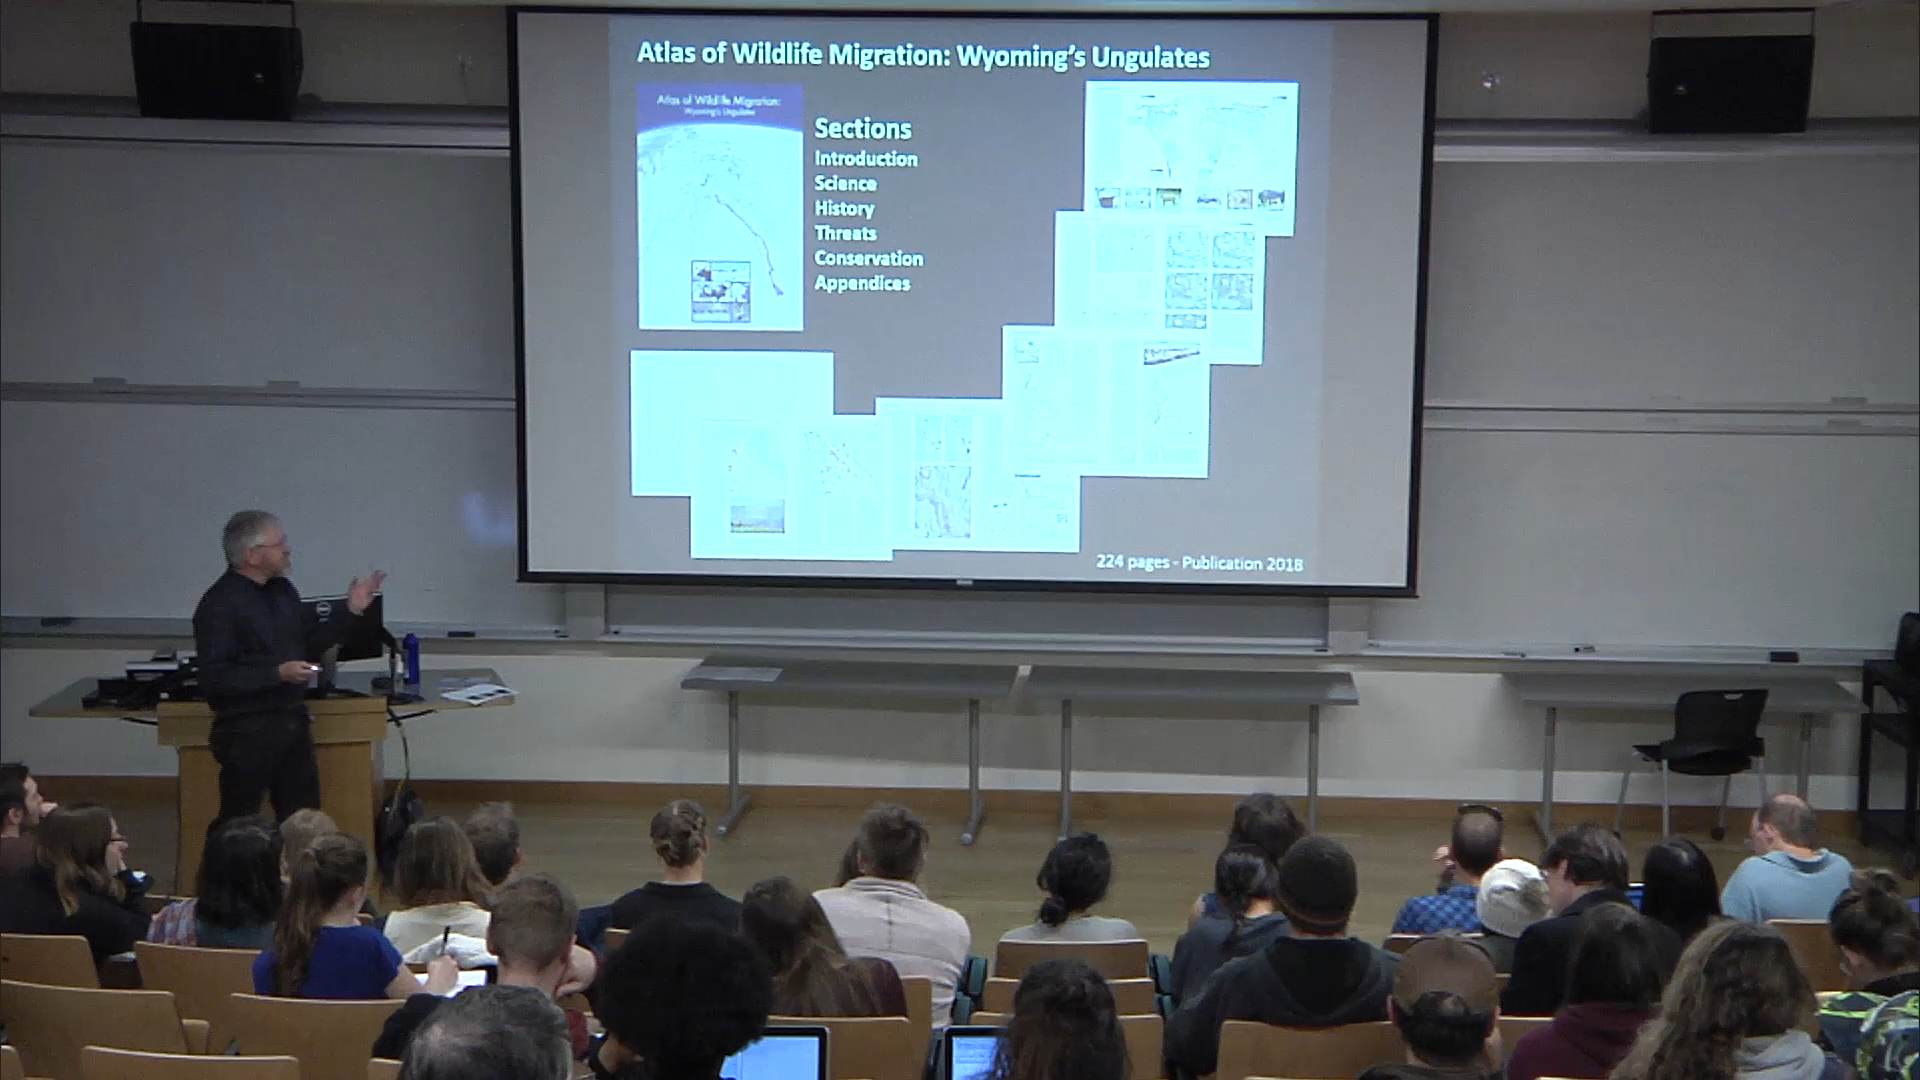 Atlas of Wildlife Migration: Wyoming's Ungulates
Atlas of Wildlife Migration:
Wyoming's Ungulates
Sections
Introduction
Science
History
Threats
Conservation
Appendices
224 pages - Publication 2018